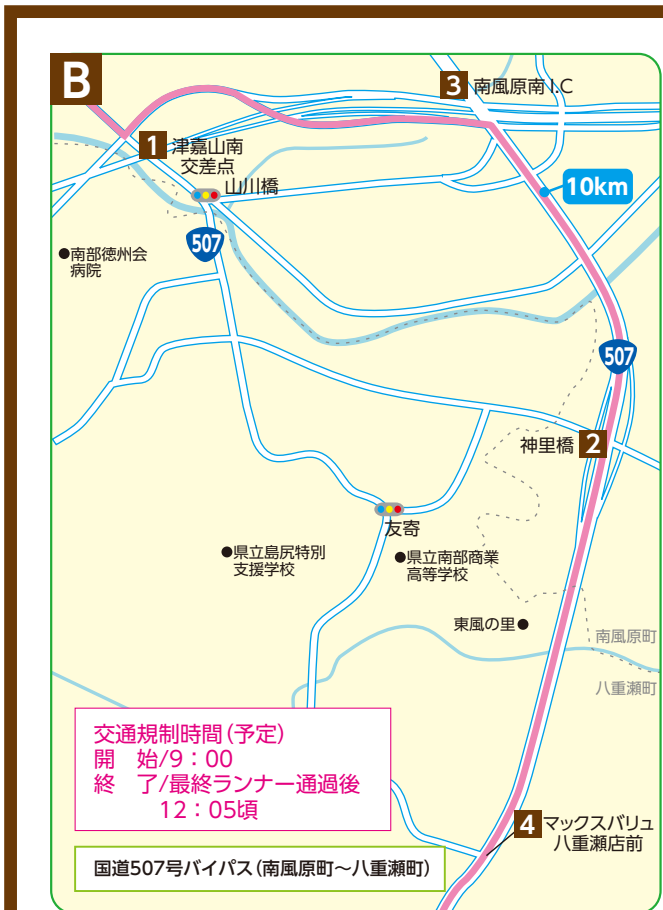 B
3 南風原南I.C
1 津嘉山南
交差点
山川橋
10km
507
南部徳州会
病院
507
神里橋 2
友寄
県立島尻特別
支援学校
県立南部商業
高等学校
東風の里
南風原町
八重瀬町
交通規制時間(予定)
開　始/9:00
終　了/最終ランナー通過後
12:05頃
4 マックスバリュ
八重瀬店前
国道507号バイパス(南風原町〜八重瀬町)